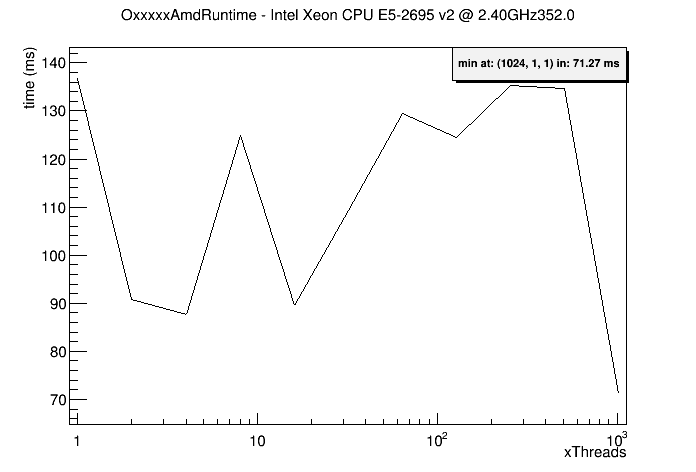 OxxxxxAmdRuntime - Intel Xeon CPU E5-2695 v2 @ 2.40GHz352.0
min at: (1024, 1, 1) in: 71.27 ms
time (ms)
140
130
120
110
100
90
80
70
1 10 10² 10³
xThreads